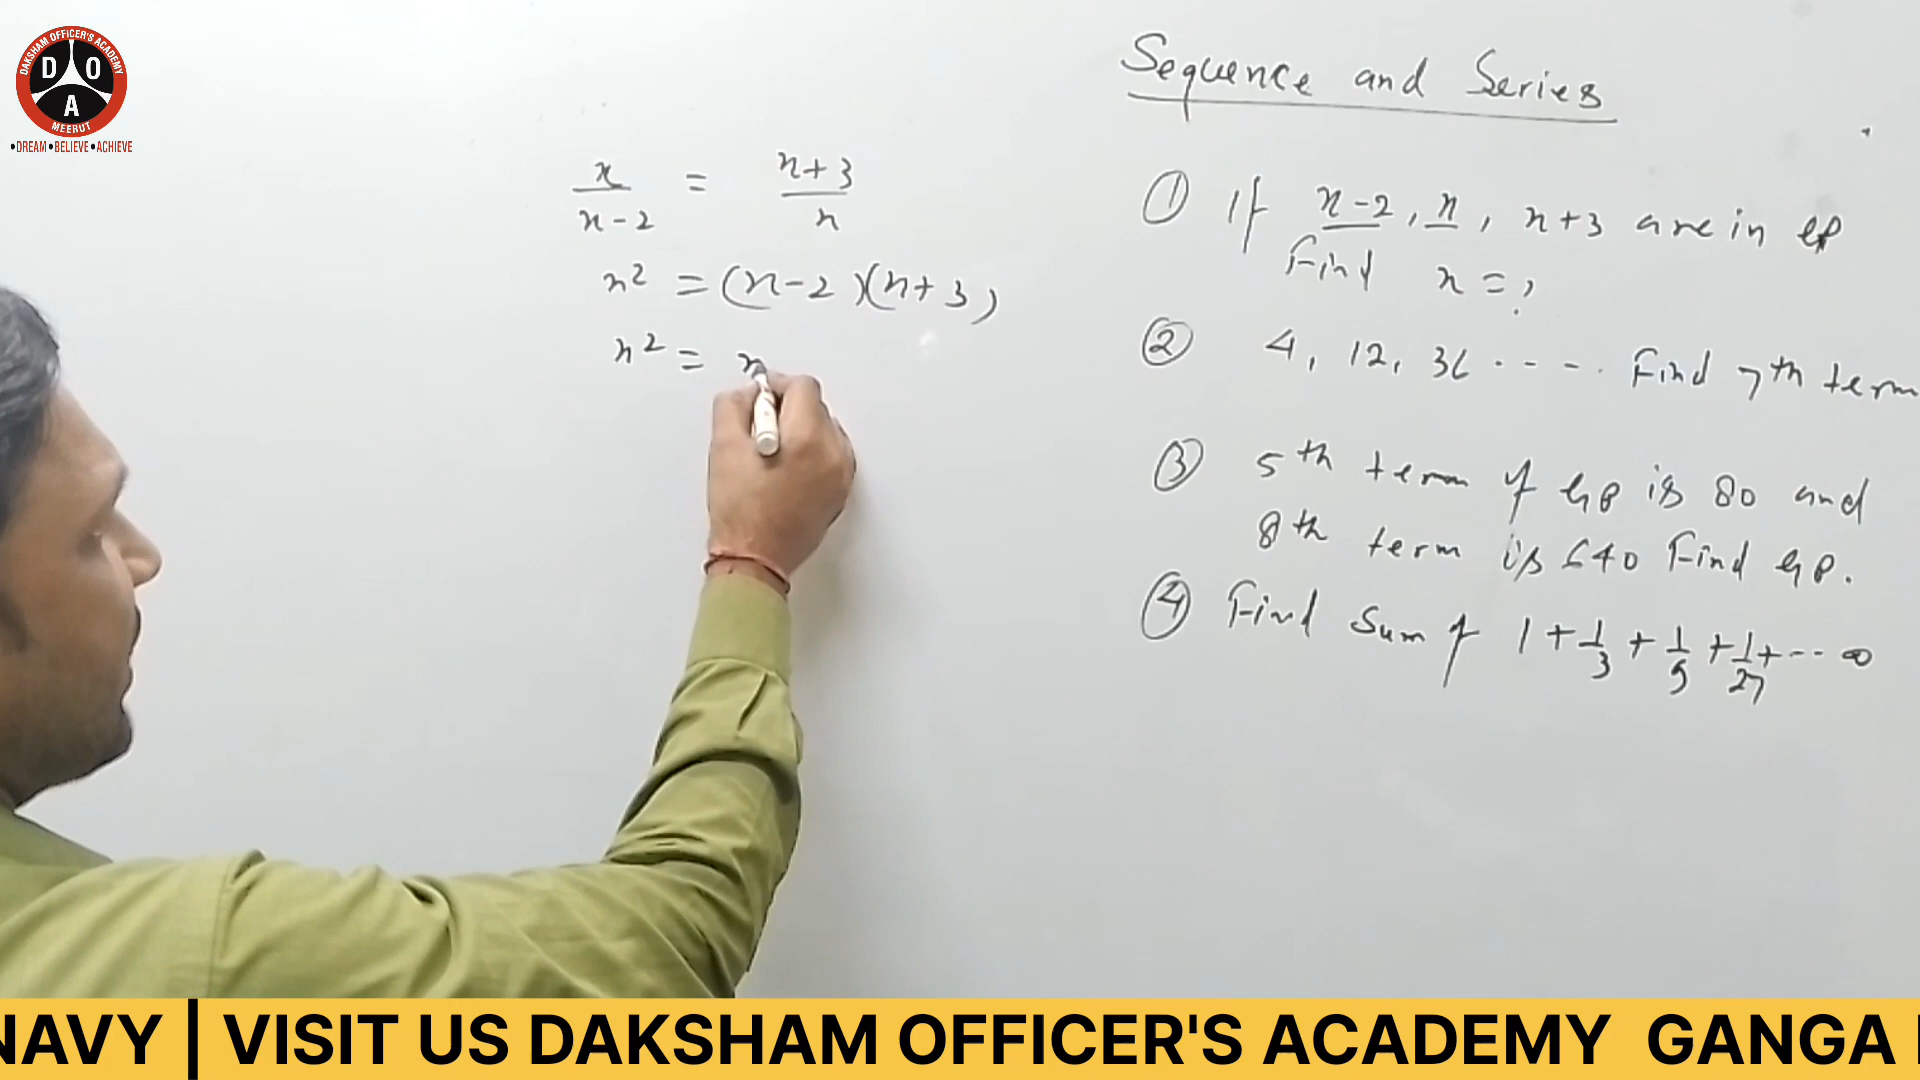 DAKSHAM OFFICER'S ACADEMY
D O
A
MEERUT
•DREAM •BELIEVE •ACHIEVE
x/x-2 = x+3/x
x² = (x-2)(x+3)
x² = x
Sequence and Series
① If x-2, x, x+3 are in GP
Find x = ?
② 4, 12, 36 ---. Find 7th term
③ 5th term of GP is 80 and
8th term is 640 Find GP.
④ Find Sum of 1 + 1/3 + 1/9 + 1/27 + --- ∞
NAVY | VISIT US DAKSHAM OFFICER'S ACADEMY GANGA